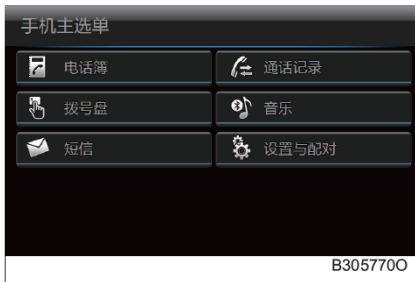 手机主选单
电话簿
通话记录
拨号盘
音乐
短信
设置与配对
B305770O